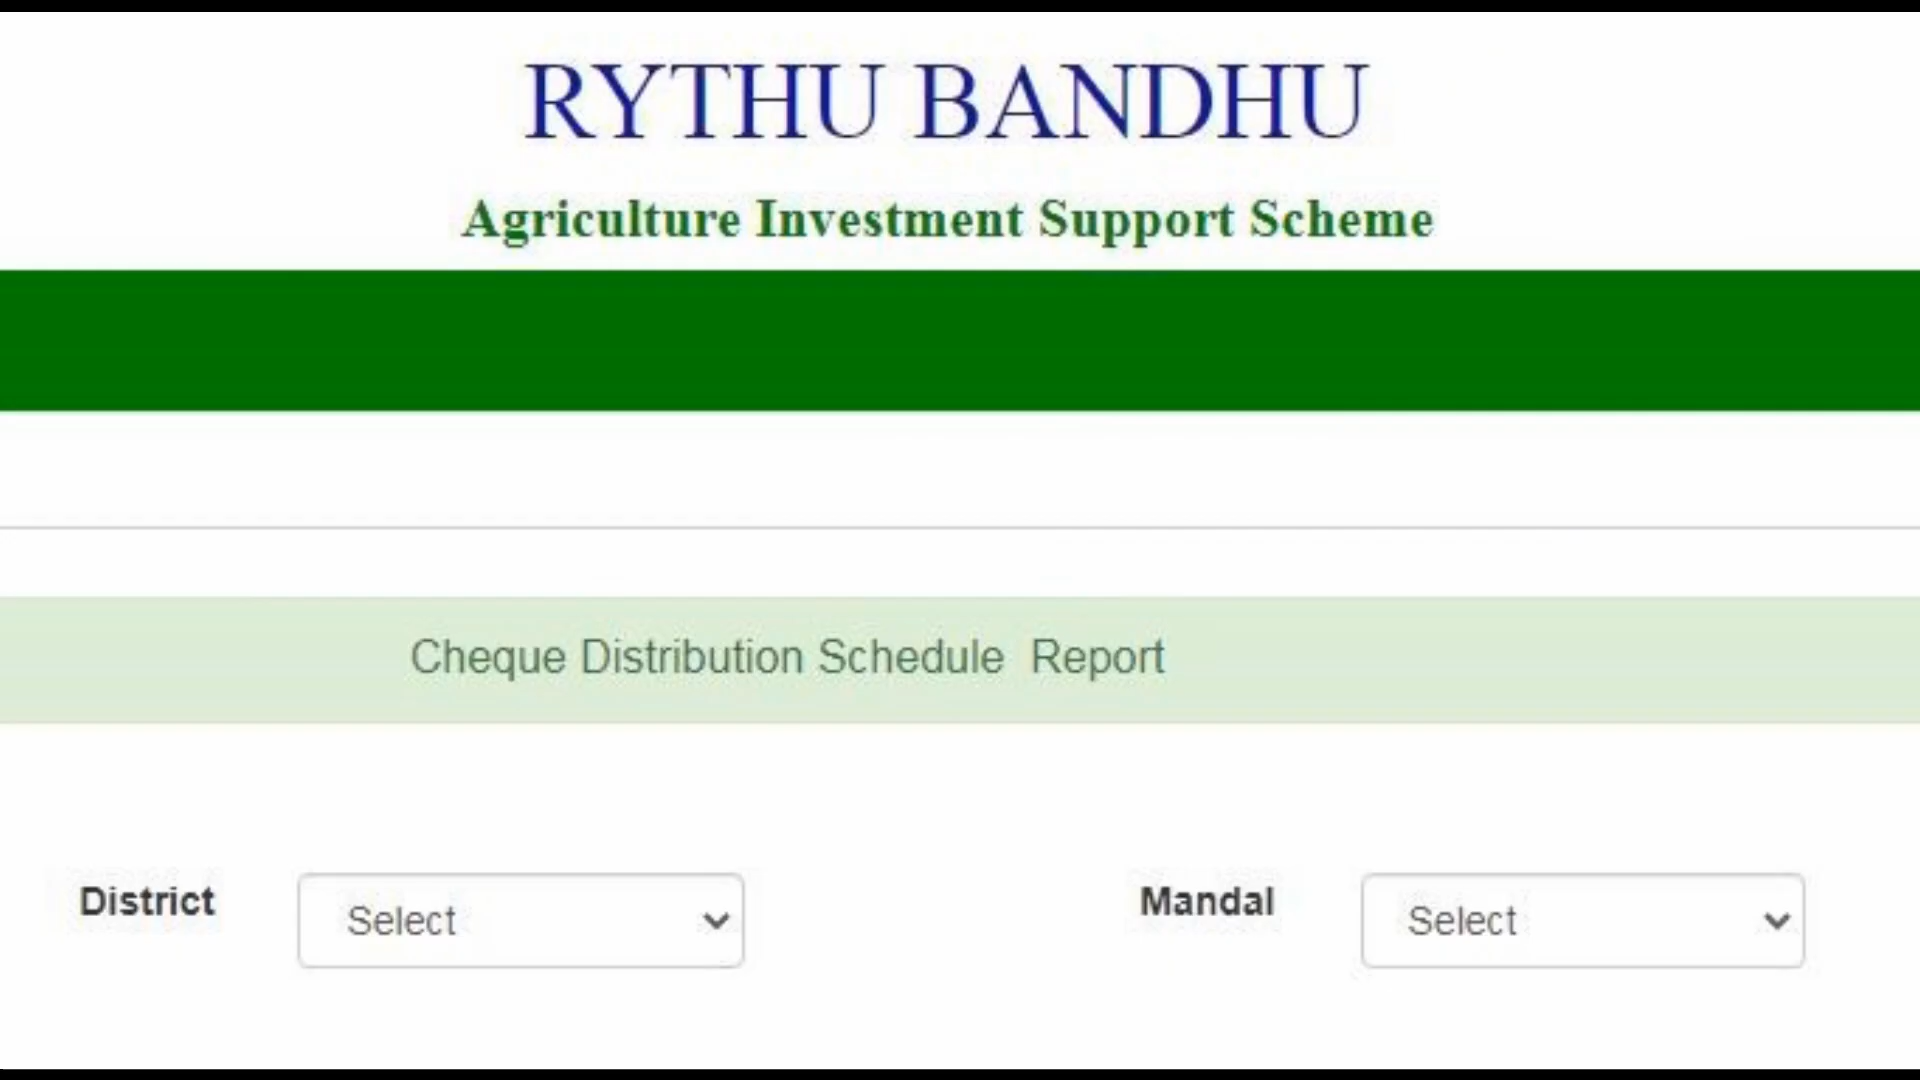 RYTHU BANDHU
Agriculture Investment Support Scheme
Cheque Distribution Schedule Report
District Select Mandal Select